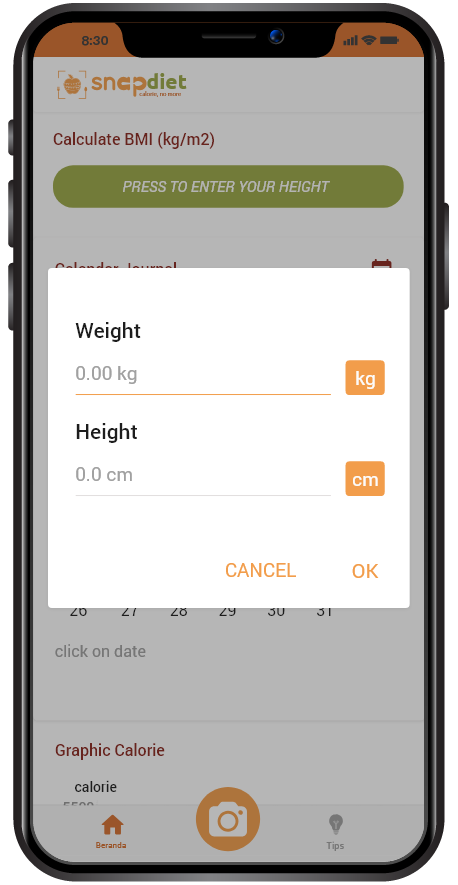 8:30
snapdiet
calorie, no more
Calculate BMI (kg/m2)
PRESS TO ENTER YOUR HEIGHT
Calendar Journal
Weight
0.00 kg
kg
Height
0.0 cm
cm
CANCEL
OK
26 27 28 29 30 31
click on date
Graphic Calorie
calorie
Beranda
Tips